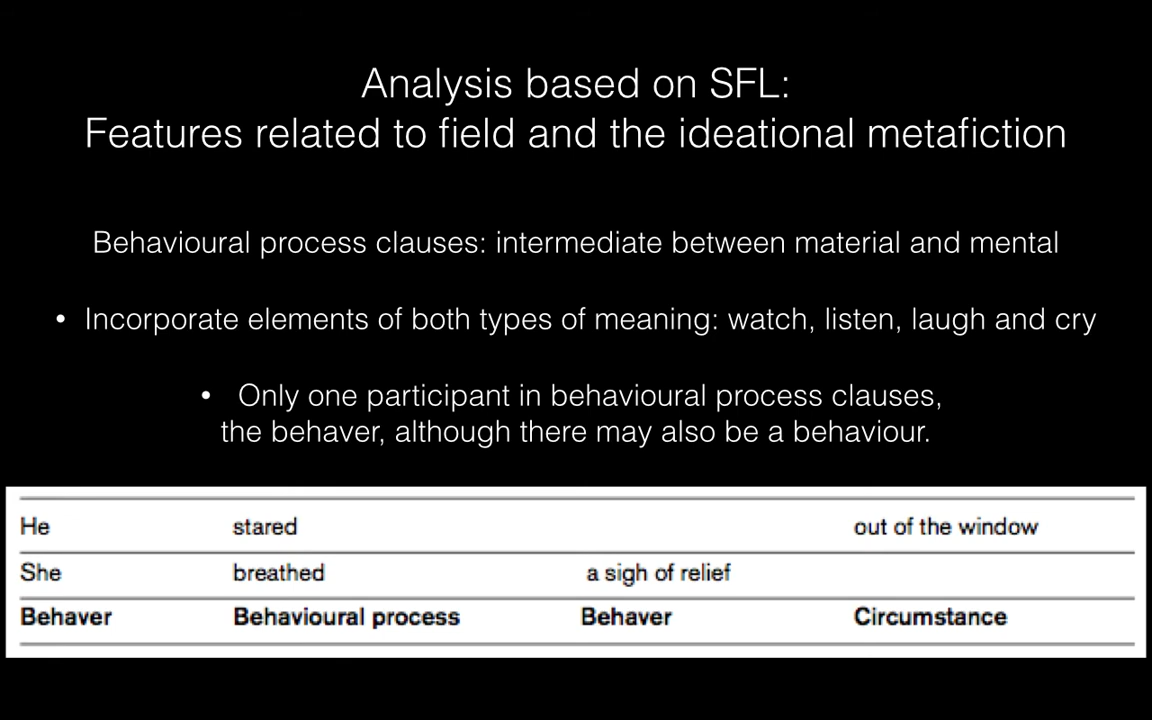 Analysis based on SFL:
Features related to field and the ideational metafiction
Behavioural process clauses: intermediate between material and mental
• Incorporate elements of both types of meaning: watch, listen, laugh and cry
• Only one participant in behavioural process clauses,
the behaver, although there may also be a behaviour.
He stared out of the window
She breathed a sigh of relief
Behaver Behavioural process Behaver Circumstance